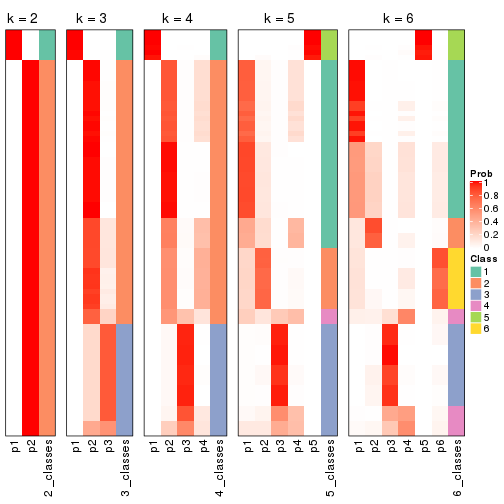 k = 2
k = 3
k = 4
k = 5
k = 6
Prob
1
0.8
0.6
0.4
0.2
0
Class
1
2
3
4
5
6
p1
p2
2_classes
p1
p2
p3
3_classes
p1
p2
p3
p4
4_classes
p1
p2
p3
p4
p5
5_classes
p1
p2
p3
p4
p5
p6
6_classes